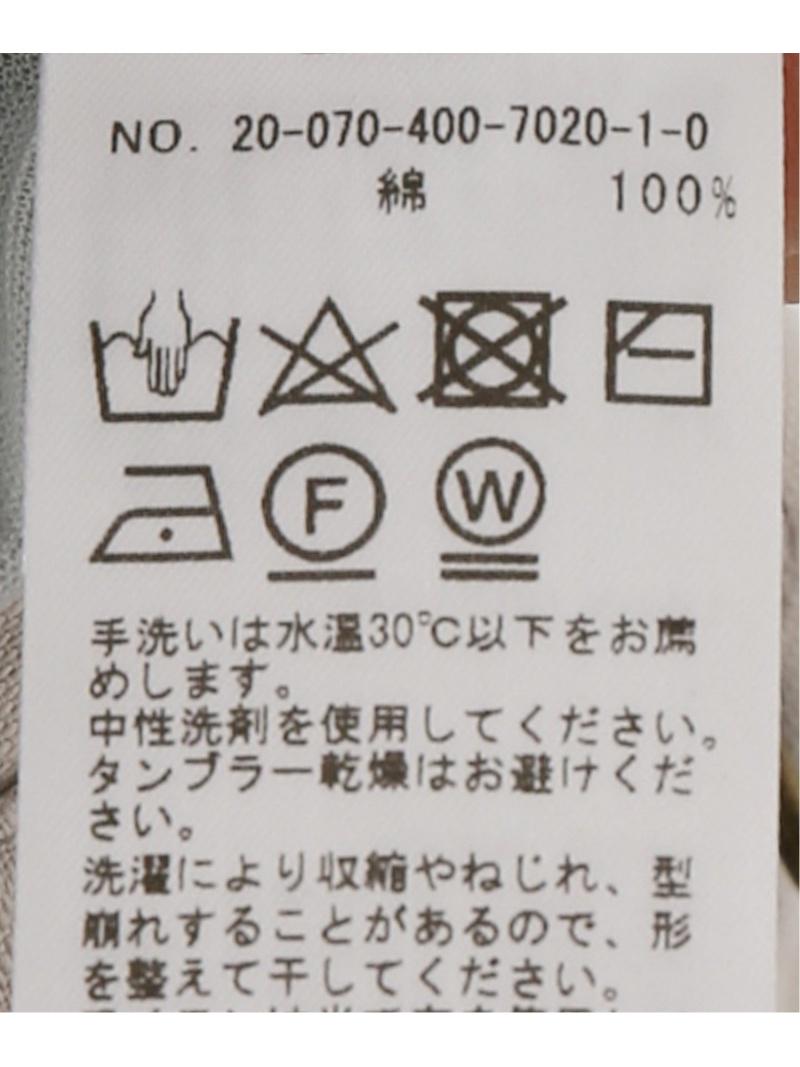 NO. 20-070-400-7020-1-0
綿 100%
F W
手洗いは水温30℃以下をお薦
めします。
中性洗剤を使用してください。
タンブラー乾燥はお避けくだ
さい。
洗濯により収縮やねじれ、型
崩れすることがあるので、形
を整えて干してください。